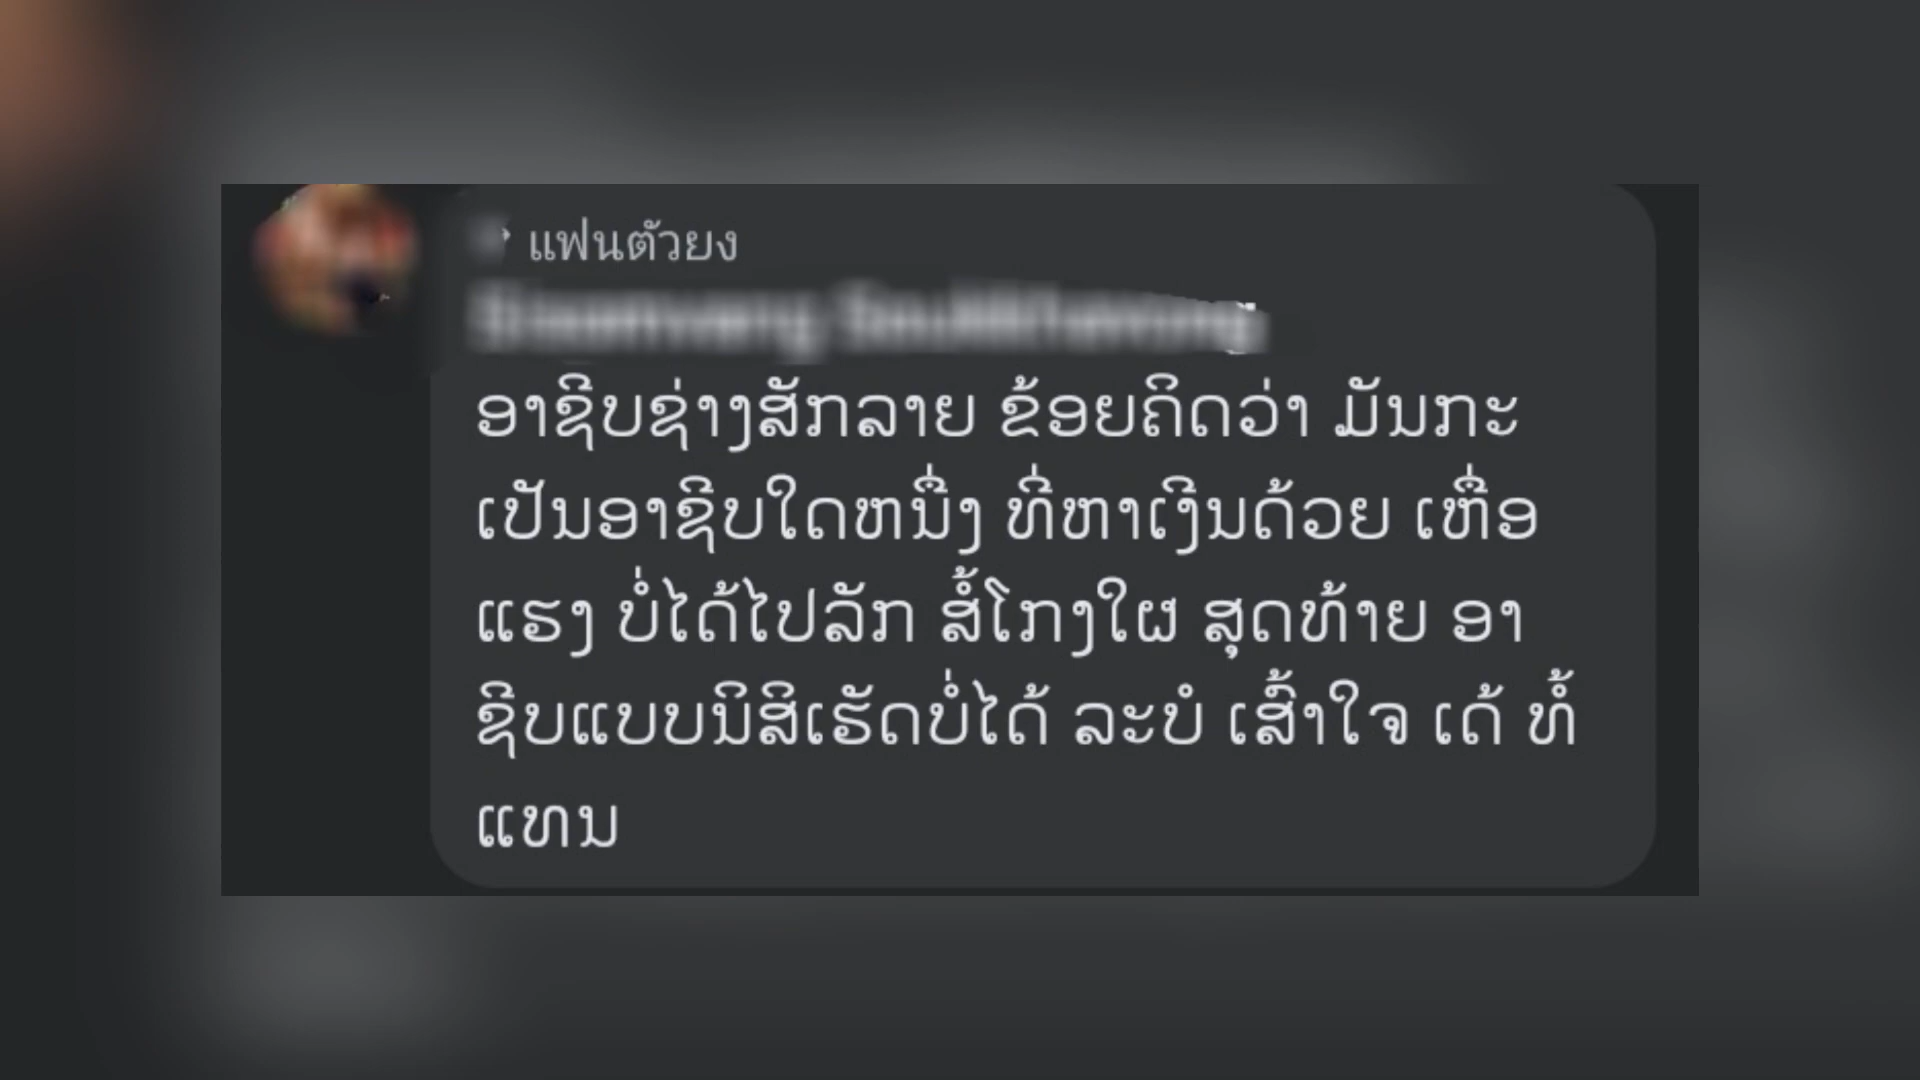 แฟนตัวยง
ອາຊີບຊ່າງສັກລາຍ ຂ້ອຍຄິດວ່າ ມັນກະ
ເປັນອາຊີບໃດຫນຶ່ງ ທີ່ຫາເງີນດ້ວຍ ເຫື່ອ
ແຮງ ບໍ່ໄດ້ໄປລັກ ສໍ້ໂກງໃຜ ສຸດທ້າຍ ອາ
ຊີບແບບນິສິເຮັດບໍ່ໄດ້ ລະບໍ ເສົ້າໃຈ ເດ້ ທໍ້
ແທນ